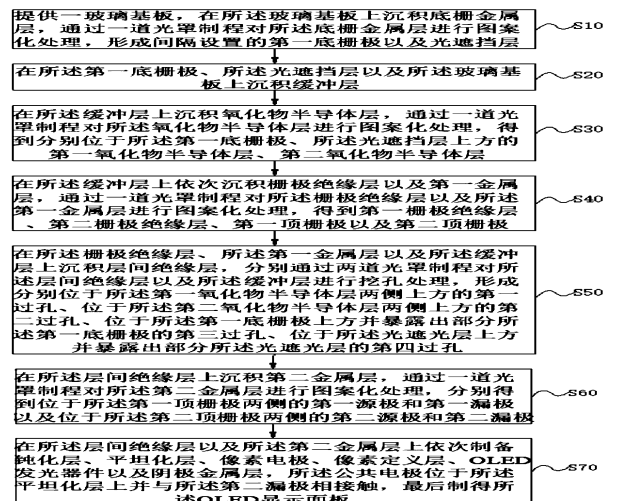 提供一玻璃基板，在所述玻璃基板上沉积底栅金属
层，通过一道光罩制程对所述底栅金属层进行图案
化处理，形成间隔设置的第一底栅极以及光遮挡层
S10
在所述第一底栅极、所述光遮挡层以及所述玻璃基
板上沉积缓冲层
S20
在所述缓冲层上沉积氧化物半导体层，通过一道光
罩制程对所述氧化物半导体层进行图案化处理，得
到分别位于所述第一底栅极、所述光遮挡层上方的
第一氧化物半导体层、第二氧化物半导体层
S30
在所述缓冲层上依次沉积栅极绝缘层以及第一金属
层，通过一道光罩制程对所述栅极绝缘层以及所述
第一金属层进行图案化处理，得到第一栅极绝缘层
、第二栅极绝缘层、第一顶栅极以及第二顶栅极
S40
在所述栅极绝缘层、所述第一金属层以及所述缓冲
层上沉积层间绝缘层，分别通过两道光罩制程对所
述层间绝缘层以及所述缓冲层进行挖孔处理，形成
分别位于所述第一氧化物半导体层两侧上方的第一
过孔、位于所述第二氧化物半导体层两侧上方的第
二过孔、位于所述第一底栅极上方并暴露出部分所
述第一底栅极的第三过孔、位于所述光遮光层上方
并暴露出部分所述光遮光层的第四过孔
S50
在所述层间绝缘层上沉积第二金属层，通过一道光
罩制程对所述第二金属层进行图案化处理，分别得
到位于所述第一顶栅极两侧的第一源极和第一漏极
以及位于所述第二顶栅极两侧的第二源极和第二漏极
S60
在所述层间绝缘层以及所述第二金属层上依次制备
钝化层、平坦化层、像素电极、像素定义层、OLED
发光器件以及阴极金属层，所述公共电极位于所述
平坦化层上并与所述第二漏极相接触，最后制得所
述OLED显示面板
S70